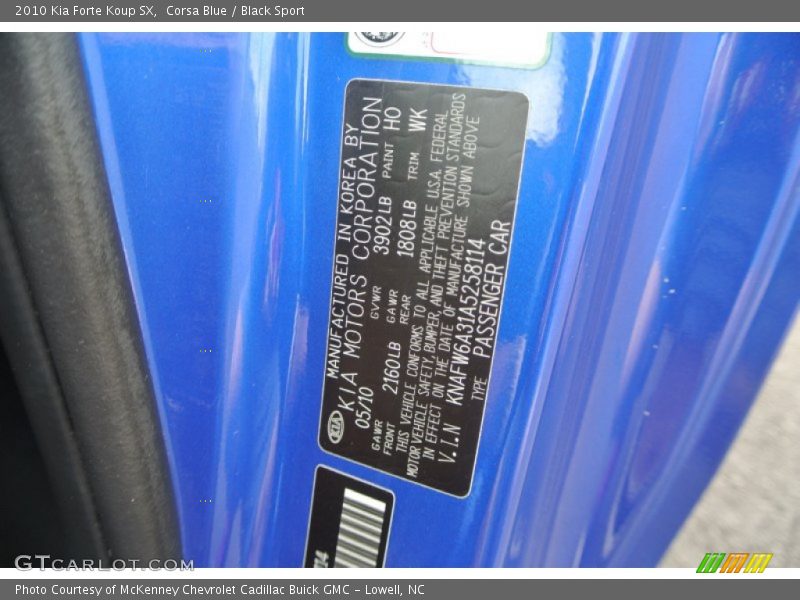 2010 Kia Forte Koup SX,  Corsa Blue / Black Sport
KIA
MANUFACTURED IN KOREA BY
KIA MOTORS CORPORATION
05/10 GVWR 3902LB PAINT HO
GAWR FRONT 2160LB GAWR REAR 1808LB TRIM WK
THIS VEHICLE CONFORMS TO ALL APPLICABLE U.S.A. FEDERAL
MOTOR VEHICLE SAFETY, BUMPER, AND THEFT PREVENTION STANDARDS
IN EFFECT ON THE DATE OF MANUFACTURE SHOWN ABOVE
V.I.N KNAFW6A31A5258114
TYPE PASSENGER CAR
GTCARLOT.COM
Photo Courtesy of McKenney Chevrolet Cadillac Buick GMC - Lowell, NC